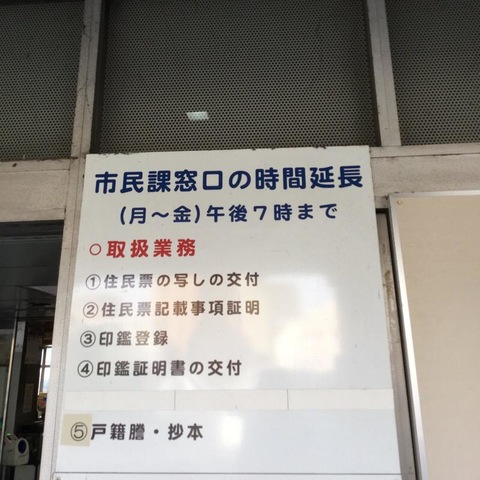 市民課窓口の時間延長
(月～金)午後7時まで
○取扱業務
①住民票の写しの交付
②住民票記載事項証明
③印鑑登録
④印鑑証明書の交付
⑤戸籍謄・抄本